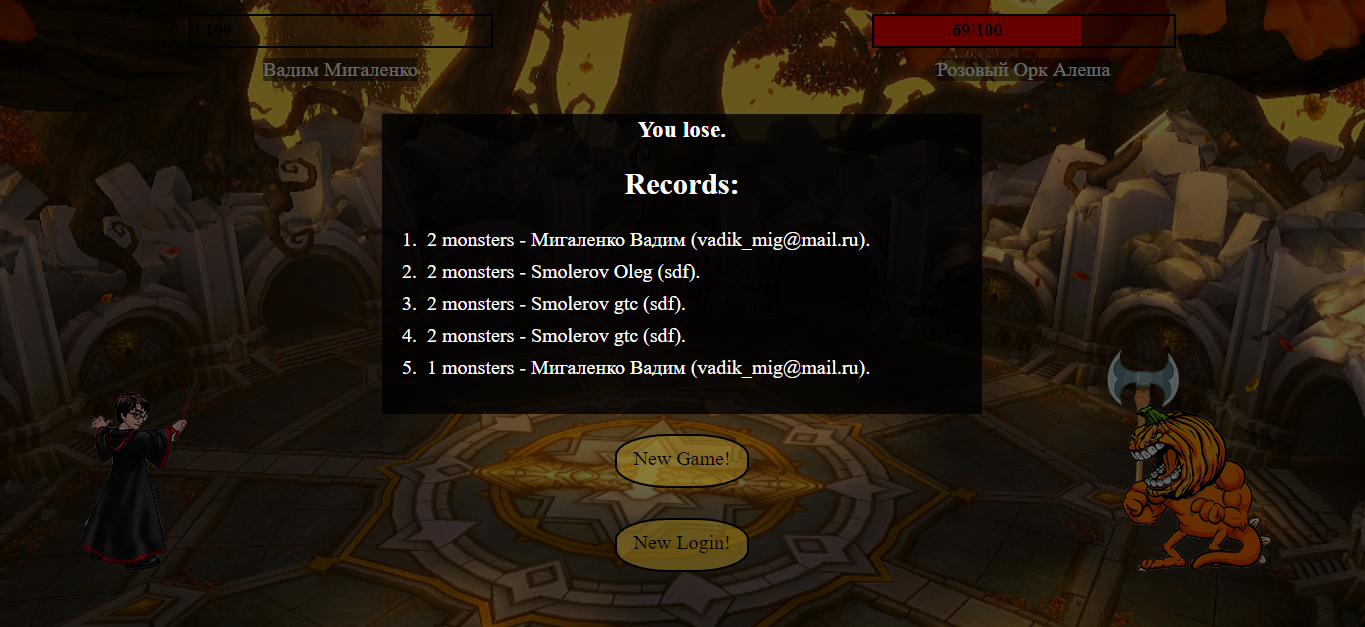 0/100
69/100
Вадим Мигаленко
Розовый Орк Алеша
You lose.
Records:
1. 2 monsters - Мигаленко Вадим (vadik_mig@mail.ru).
2. 2 monsters - Smolerov Oleg (sdf).
3. 2 monsters - Smolerov gtc (sdf).
4. 2 monsters - Smolerov gtc (sdf).
5. 1 monsters - Мигаленко Вадим (vadik_mig@mail.ru).
New Game!
New Login!